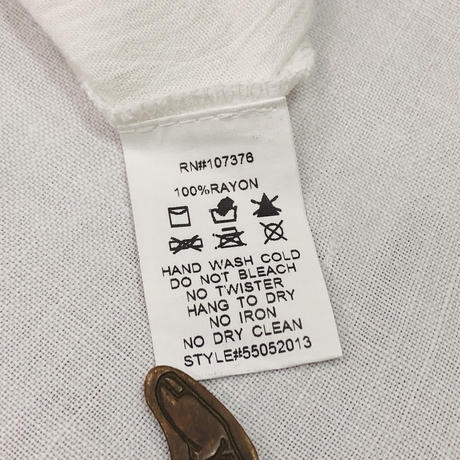 RN#107376
100%RAYON
HAND WASH COLD
DO NOT BLEACH
NO TWISTER
HANG TO DRY
NO IRON
NO DRY CLEAN
STYLE#55052013